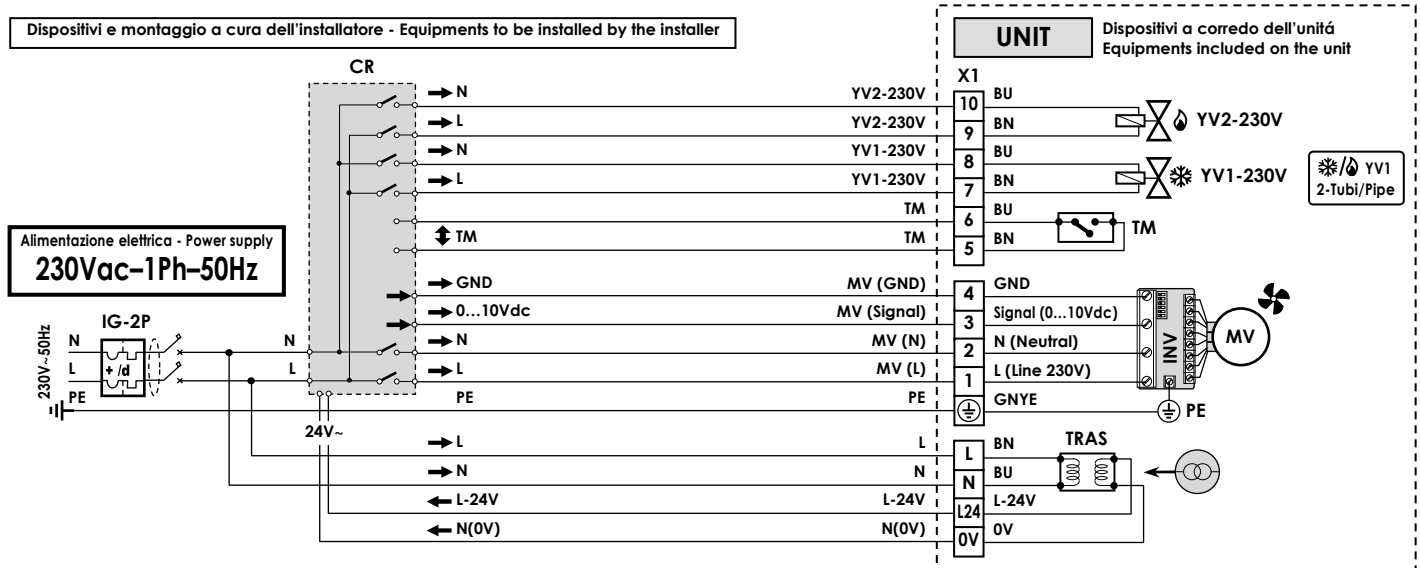 Dispositivi e montaggio a cura dell'installatore - Equipments to be installed by the installer
UNIT
Dispositivi a corredo dell'unitá
Equipments included on the unit
CR
X1
N YV2-230V 10 BU
L YV2-230V 9 BN
YV2-230V
N YV1-230V 8 BU
L YV1-230V 7 BN
YV1-230V
YV1
2-Tubi/Pipe
TM 6 BU
TM TM 5 BN
TM
Alimentazione elettrica - Power supply
230Vac–1Ph–50Hz
GND MV (GND) 4 GND
0...10Vdc MV (Signal) 3 Signal (0...10Vdc)
N MV (N) 2 N (Neutral)
L MV (L) 1 L (Line 230V)
INV
MV
IG-2P
230V~50Hz
N N
L L
+ /d
PE PE PE GNYE PE
24V~
L L L BN
TRAS
N N N BU
L-24V L-24V L24 L-24V
N(0V) N(0V) 0V 0V